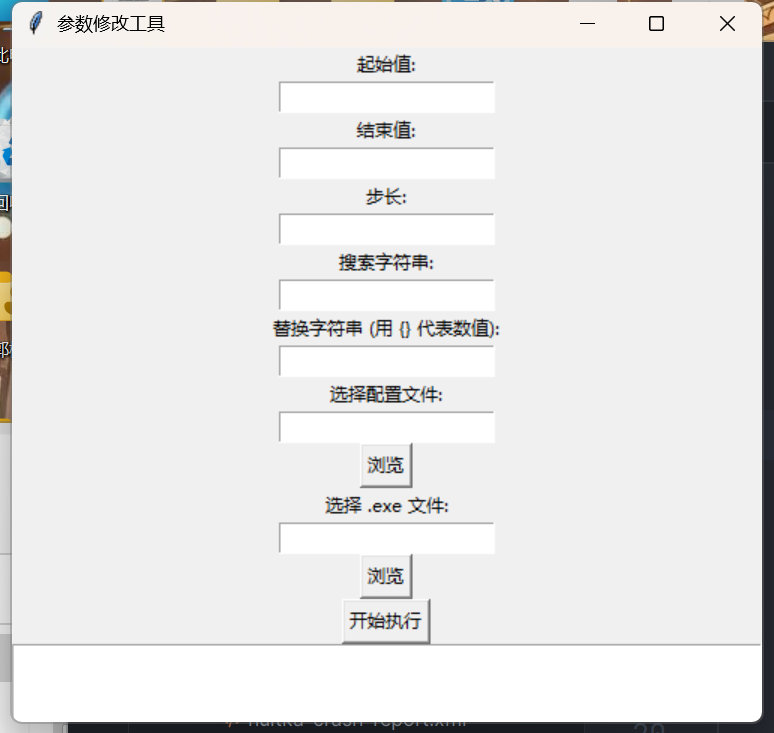 参数修改工具
起始值:
结束值:
步长:
搜索字符串:
替换字符串 (用 {} 代表数值):
选择配置文件:
浏览
选择 .exe 文件:
浏览
开始执行